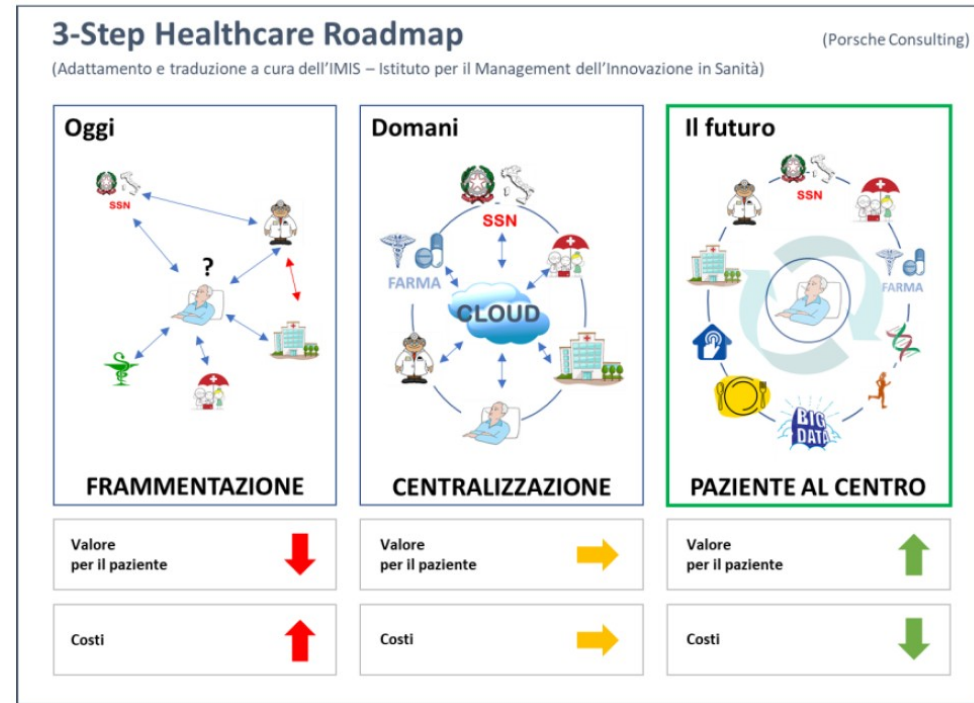 3-Step Healthcare Roadmap
(Porsche Consulting)
(Adattamento e traduzione a cura dell’IMIS – Istituto per il Management dell’Innovazione in Sanità)
Oggi
SSN
?
FRAMMENTAZIONE
Domani
SSN
FARMA
CLOUD
CENTRALIZZAZIONE
Il futuro
SSN
FARMA
BIG
DATA
PAZIENTE AL CENTRO
Valore
per il paziente
Valore
per il paziente
Valore
per il paziente
Costi
Costi
Costi